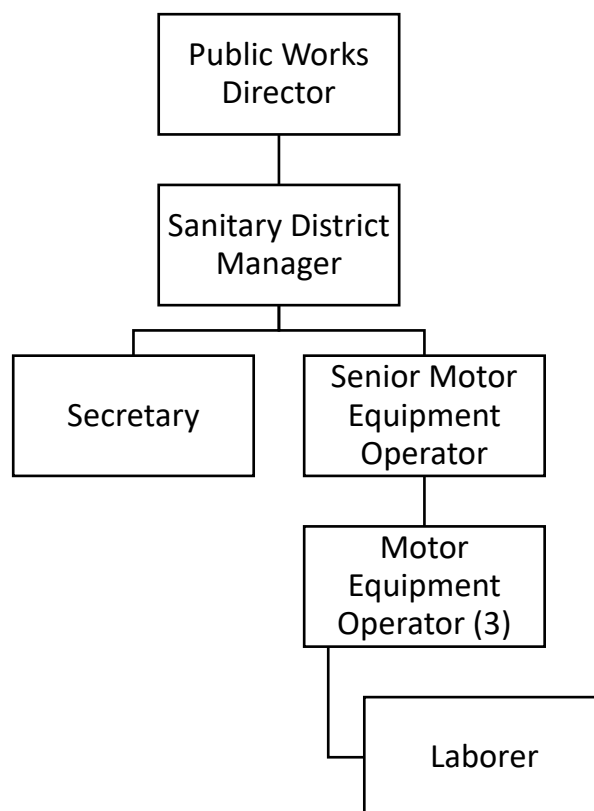 Public Works
Director
Sanitary District
Manager
Secretary
Senior Motor
Equipment
Operator
Motor
Equipment
Operator (3)
Laborer